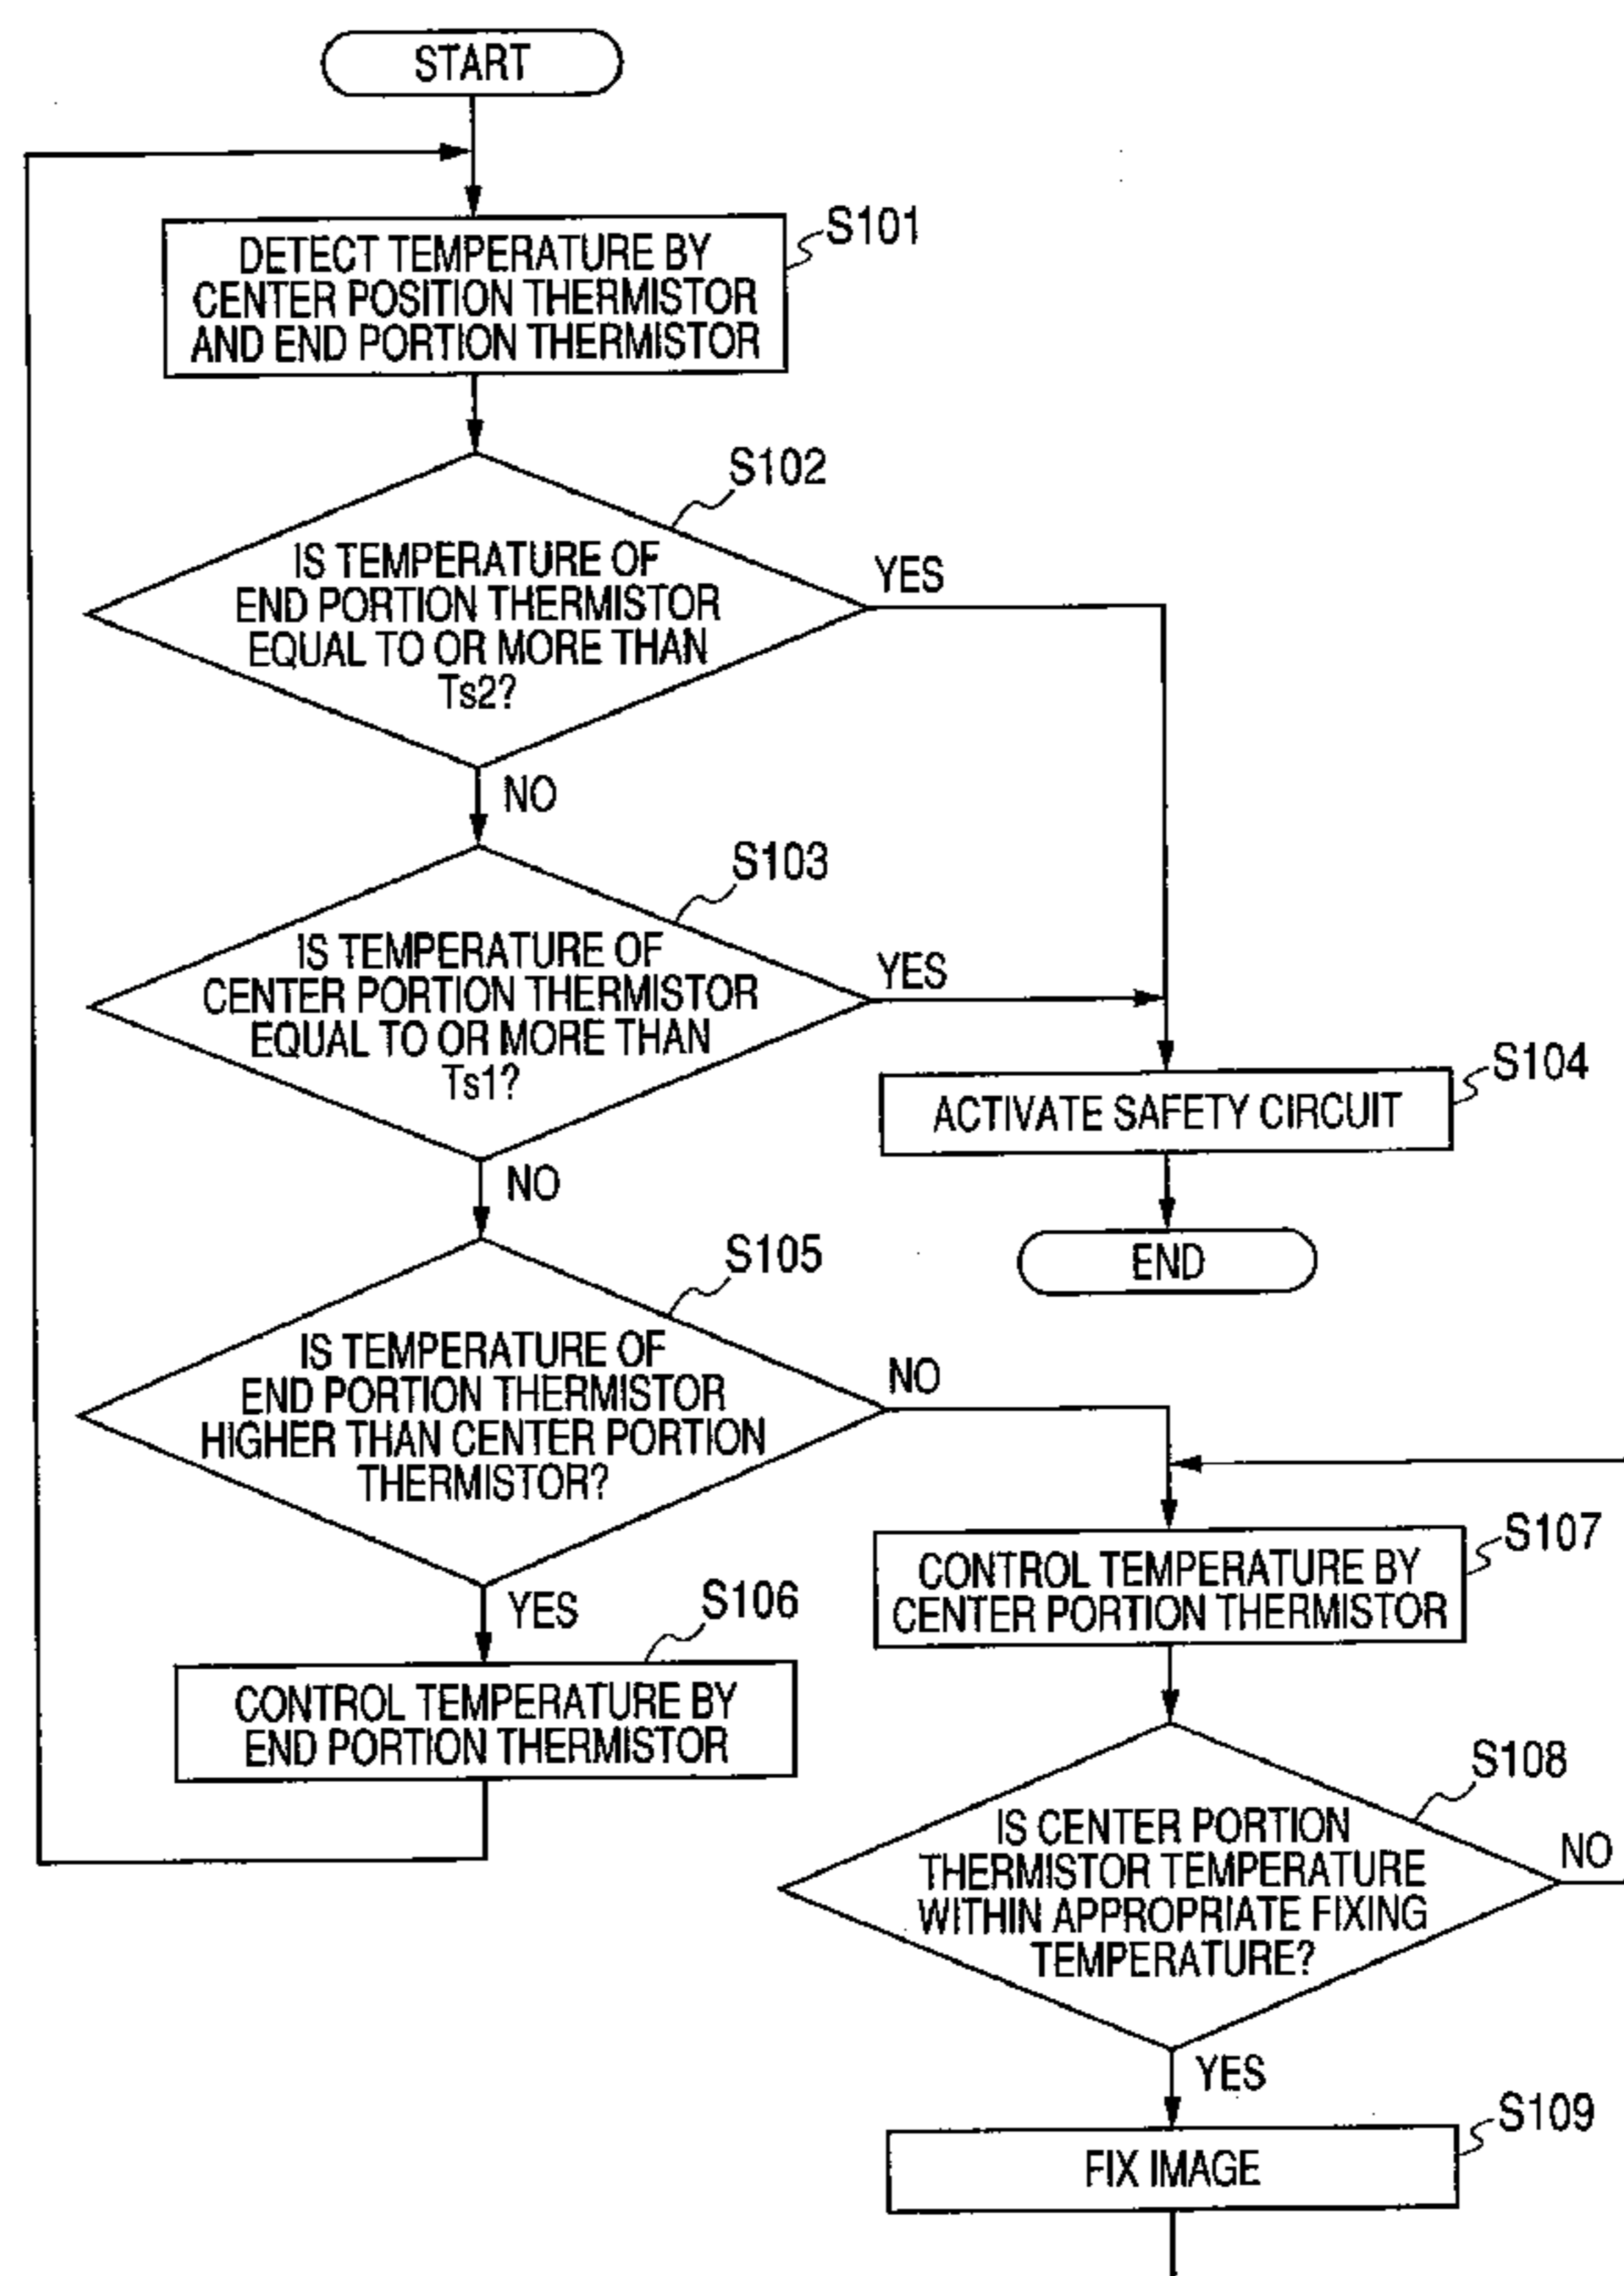 START
S101
DETECT TEMPERATURE BY
CENTER POSITION THERMISTOR
AND END PORTION THERMISTOR
S102
IS TEMPERATURE OF
END PORTION THERMISTOR
EQUAL TO OR MORE THAN
Ts2?
YES
NO
S103
IS TEMPERATURE OF
CENTER PORTION THERMISTOR
EQUAL TO OR MORE THAN
Ts1?
YES
NO
S104
ACTIVATE SAFETY CIRCUIT
END
S105
IS TEMPERATURE OF
END PORTION THERMISTOR
HIGHER THAN CENTER PORTION
THERMISTOR?
NO
YES
S106
CONTROL TEMPERATURE BY
END PORTION THERMISTOR
S107
CONTROL TEMPERATURE BY
CENTER PORTION THERMISTOR
S108
IS CENTER PORTION
THERMISTOR TEMPERATURE
WITHIN APPROPRIATE FIXING
TEMPERATURE?
NO
YES
S109
FIX IMAGE